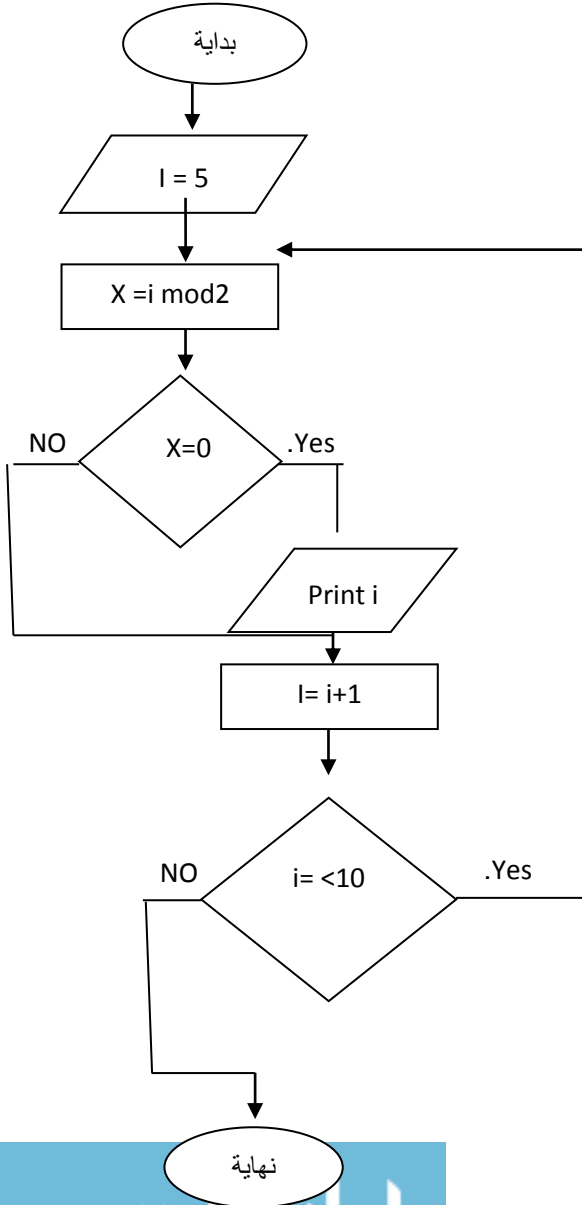 بداية
I = 5
X =i mod2
NO
X=0
.Yes
Print i
I= i+1
NO
i= <10
.Yes
نهاية